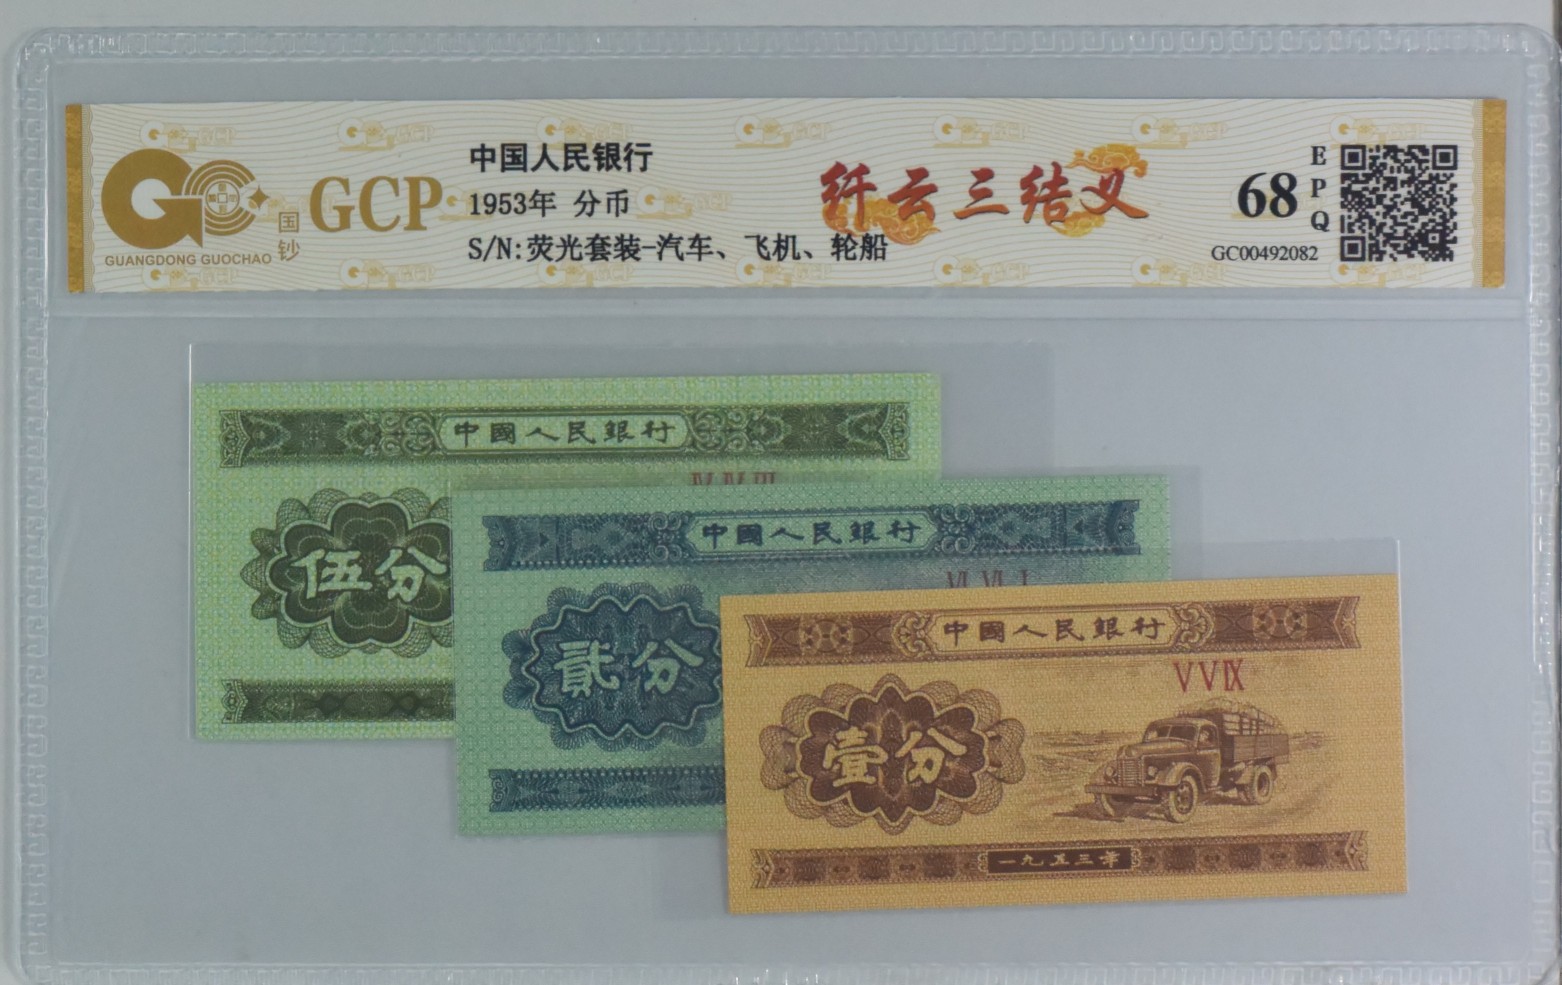 中国人民银行
1953年 分币
S/N:荧光套装-汽车、飞机、轮船
GCP
国钞
GUANGDONG GUOCHAO
纤云三结义
68
EPQ
GC00492082
中國人民銀行
伍分
中國人民銀行
VI VI I
貳分
中國人民銀行
V V IX
壹分
一九五三年